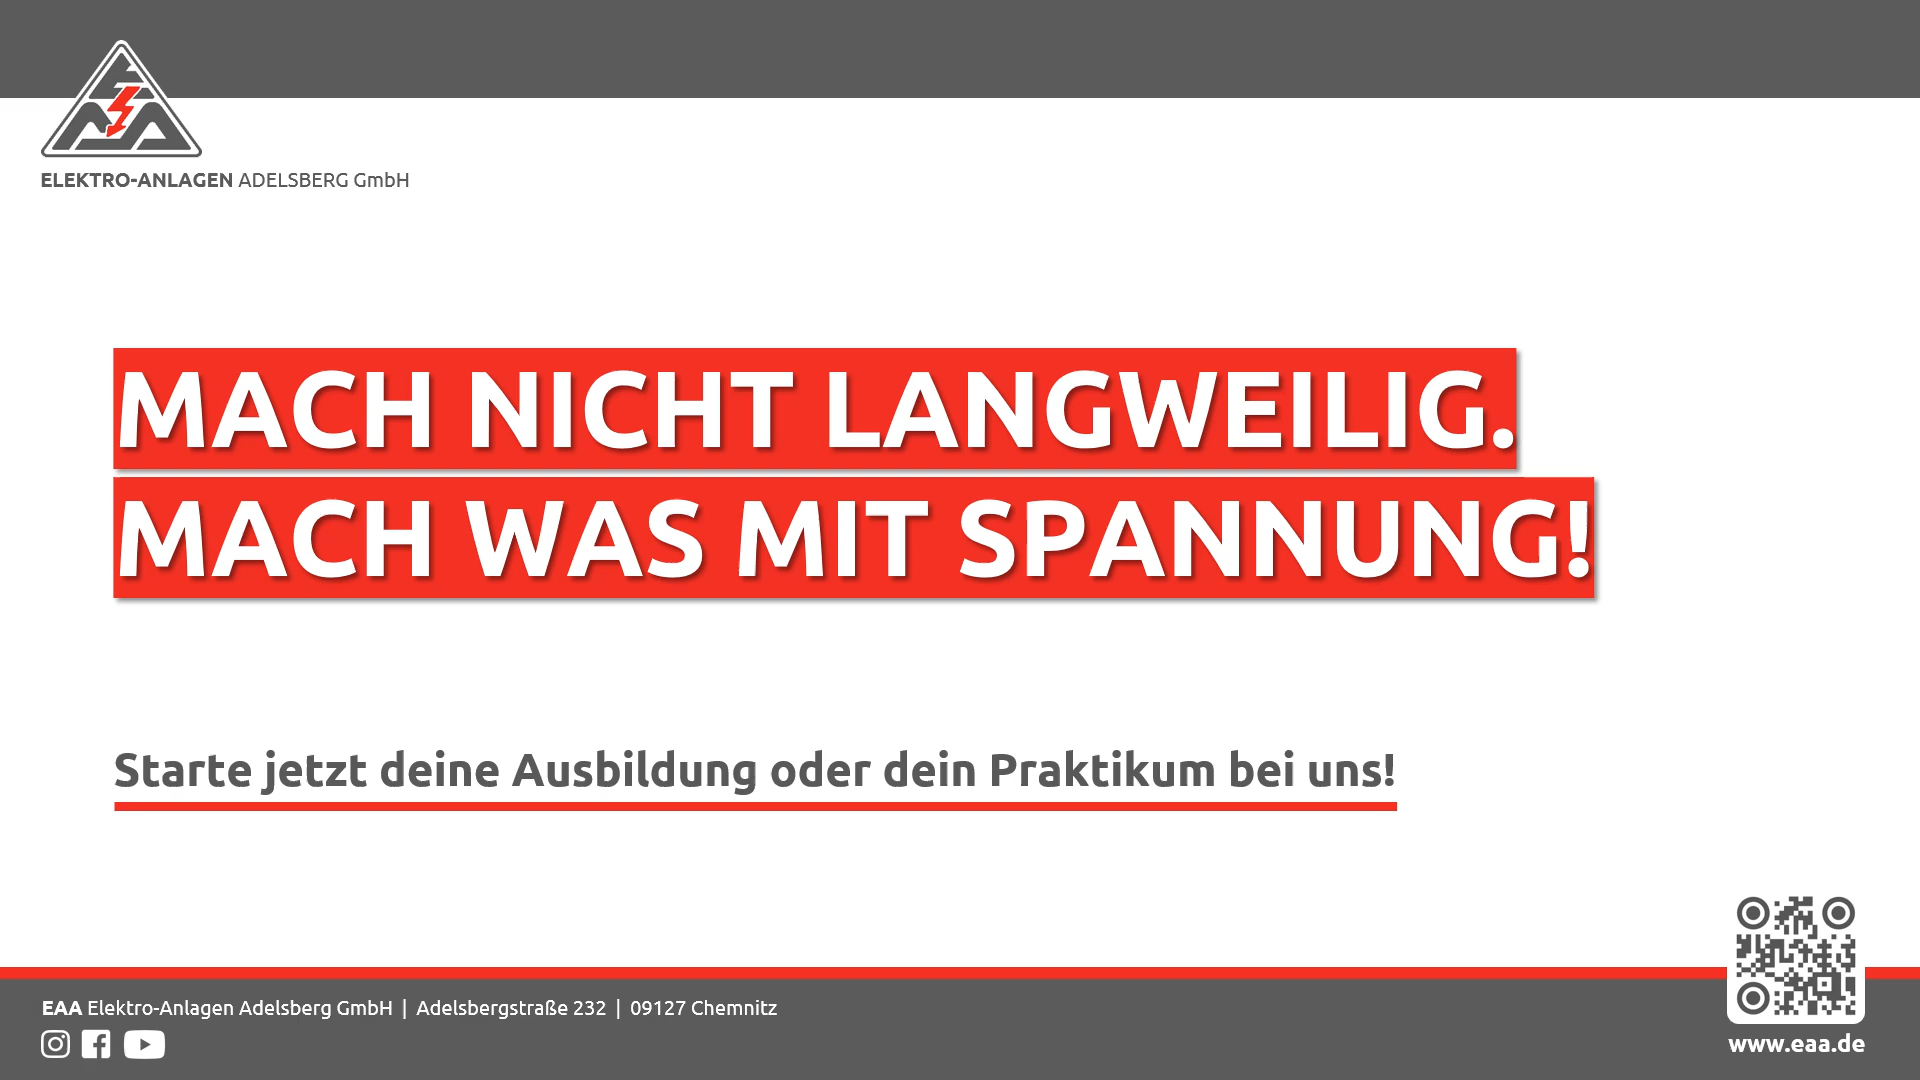 EAA
ELEKTRO-ANLAGEN ADELSBERG GmbH
MACH NICHT LANGWEILIG.
MACH WAS MIT SPANNUNG!
Starte jetzt deine Ausbildung oder dein Praktikum bei uns!
EAA Elektro-Anlagen Adelsberg GmbH | Adelsbergstraße 232 | 09127 Chemnitz
www.eaa.de